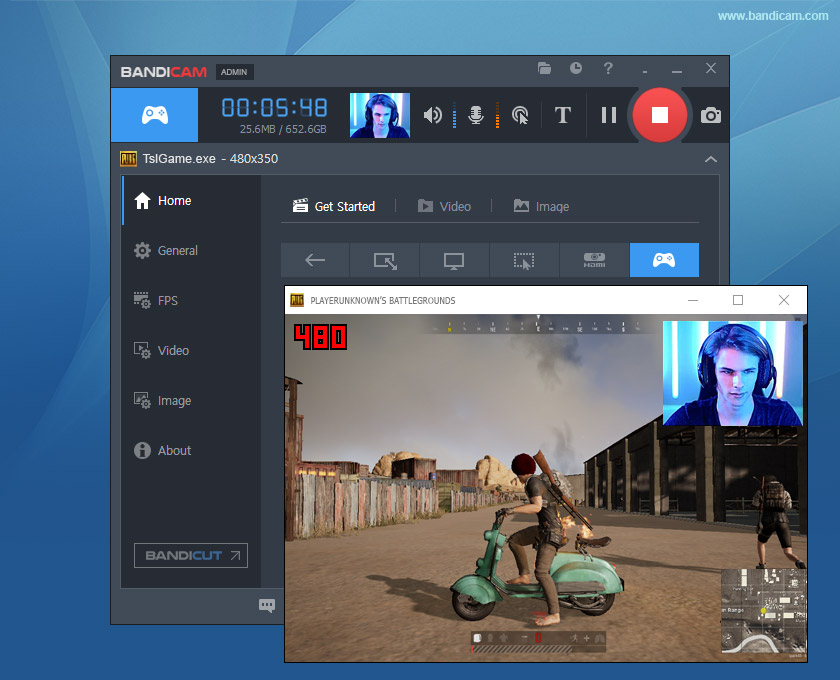 www.bandicam.com
BANDICAM ADMIN
?
00:05:48
25.6MB / 652.6GB
T
TslGame.exe - 480x350
Home
Get Started
Video
Image
General
HDMI
FPS
PLAYERUNKNOWN'S BATTLEGROUNDS
480
Video
Image
About
BANDICUT